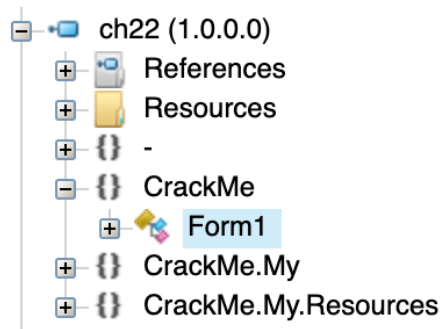 ch22 (1.0.0.0)
References
Resources
-
CrackMe
Form1
CrackMe.My
CrackMe.My.Resources